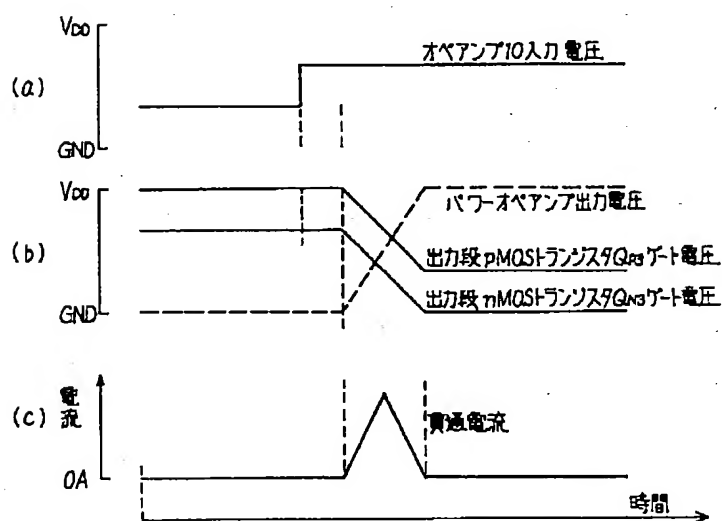 VDD
オペアンプ10入力電圧
(a)
GND
VDD
パワーオペアンプ出力電圧
(b)
出力段pMOSトランジスタQP3ゲート電圧
出力段nMOSトランジスタQN3ゲート電圧
GND
電流
(c)
貫通電流
0A
時間